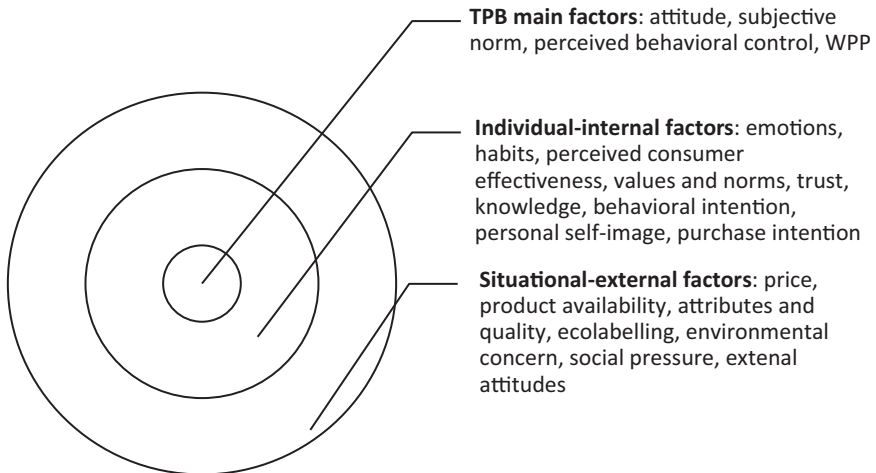 TPB main factors: attitude, subjective
norm, perceived behavioral control, WPP
Individual-internal factors: emotions,
habits, perceived consumer
effectiveness, values and norms, trust,
knowledge, behavioral intention,
personal self-image, purchase intention
Situational-external factors: price,
product availability, attributes and
quality, ecolabelling, environmental
concern, social pressure, extenal
attitudes